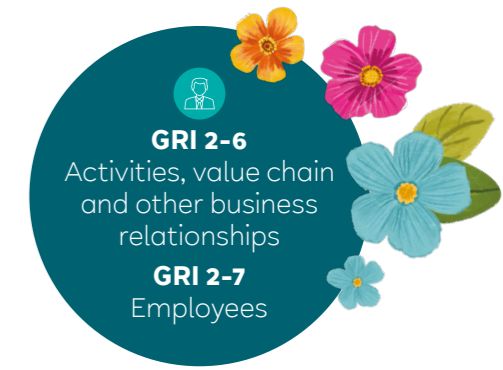 GRI 2-6
Activities, value chain
and other business
relationships
GRI 2-7
Employees